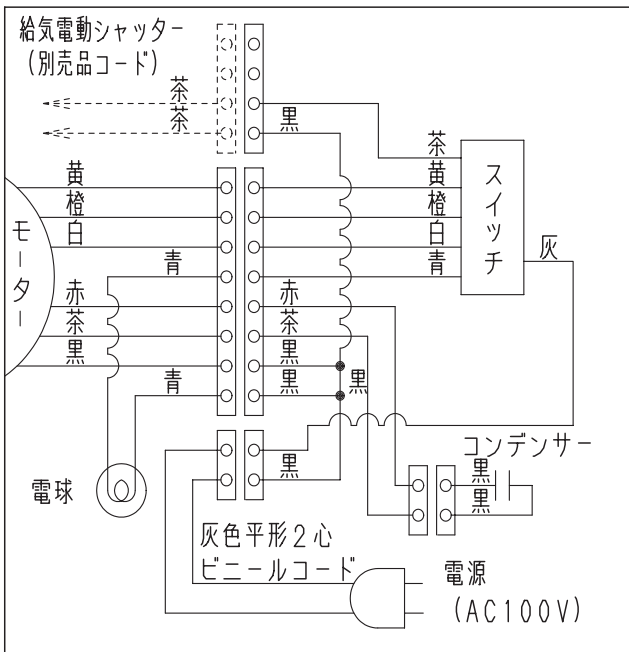 給気電動シャッター
(別売品コード)
茶
茶
黒
茶
黄
黄
橙
橙
白
白
青
青
スイッチ
灰
モーター
赤
赤
茶
茶
黒
黒
青
黒
黒
黒
コンデンサー
黒
黒
電球
灰色平形2心
ビニールコード
電源
(AC100V)